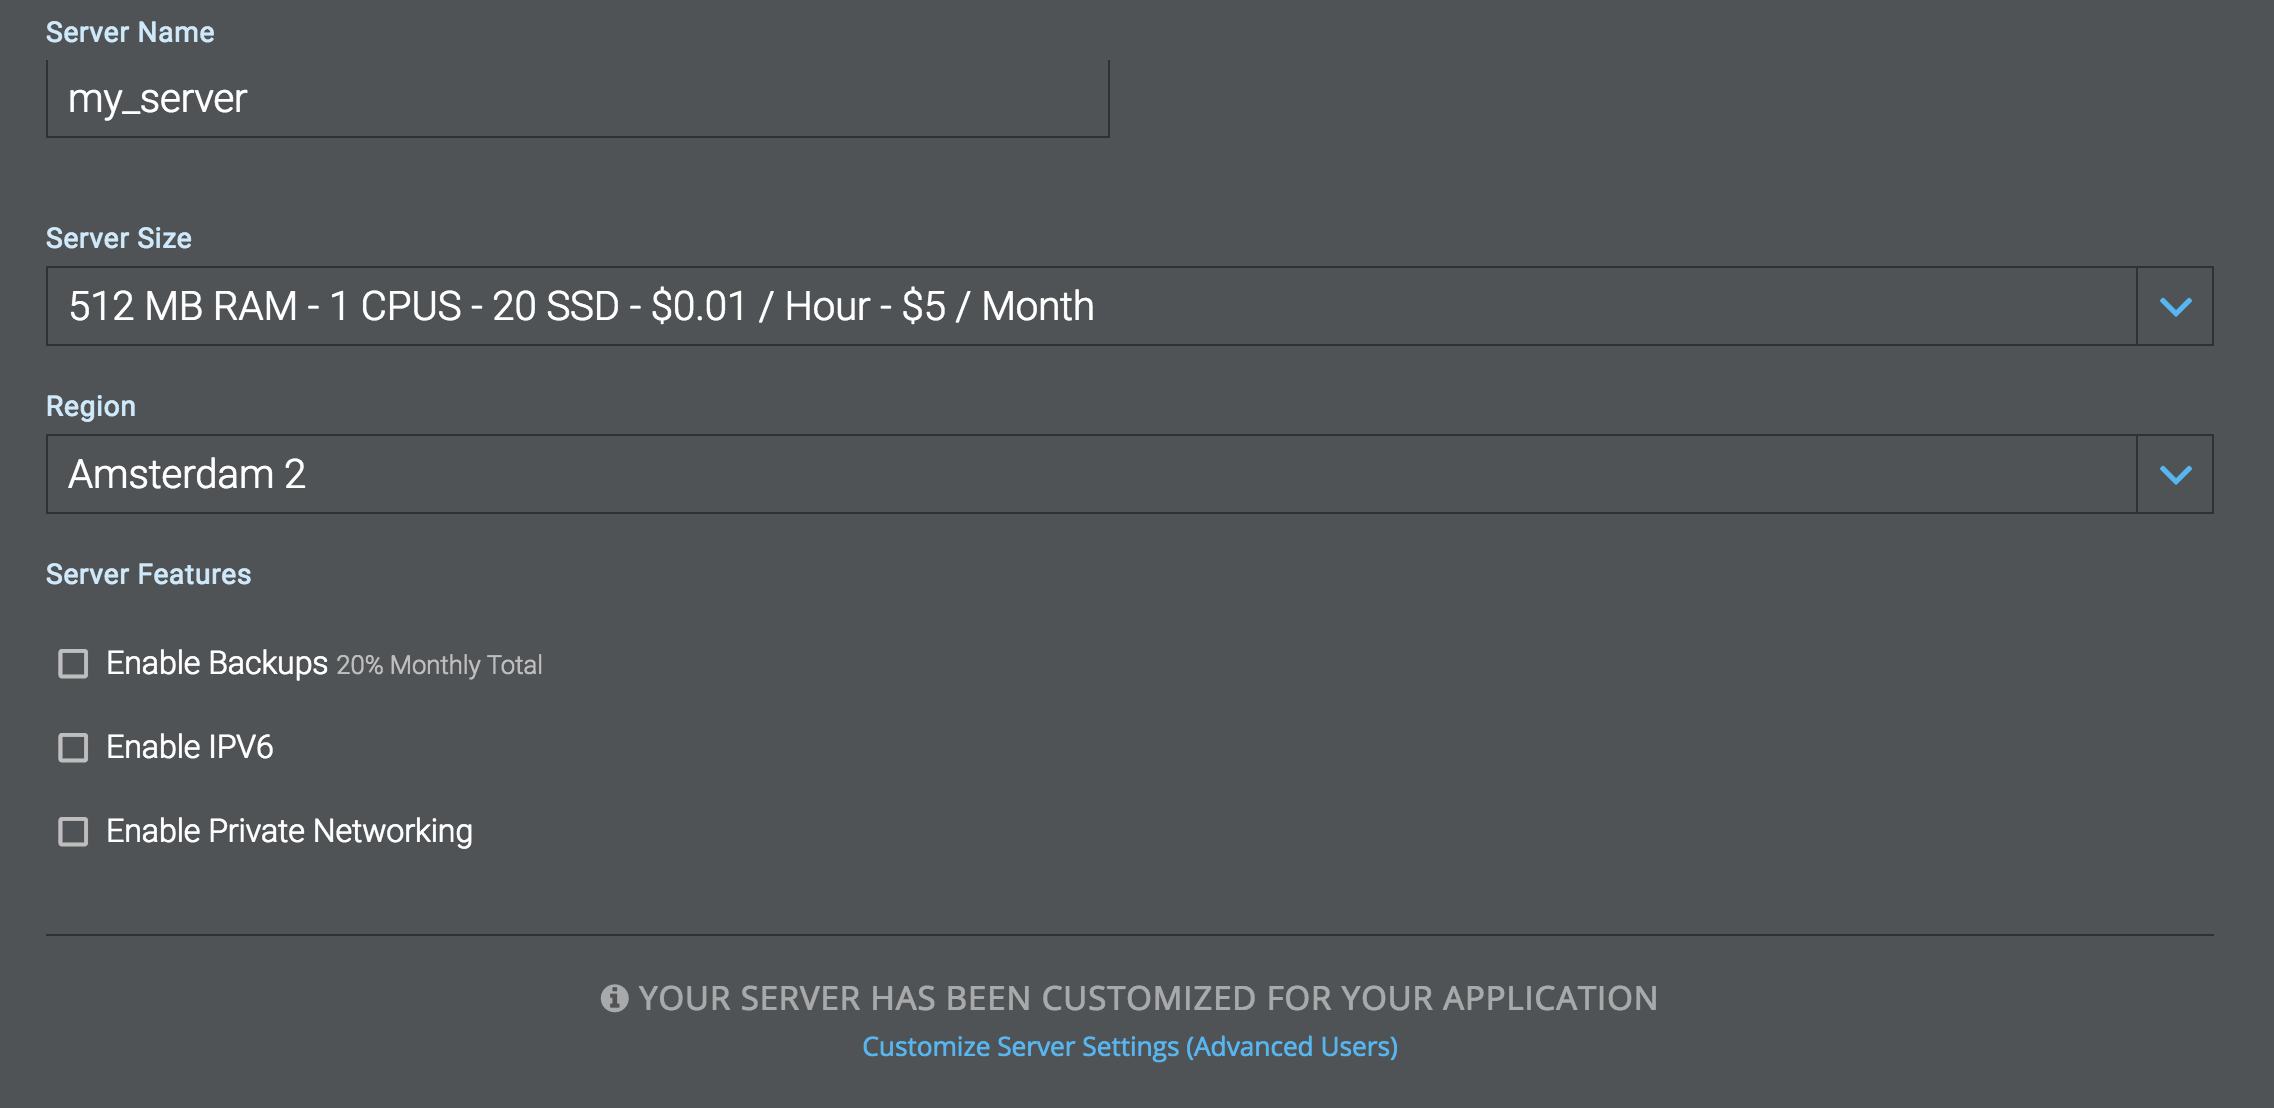 Server Name
my_server
Server Size
512 MB RAM - 1 CPUS - 20 SSD - $0.01 / Hour - $5 / Month
Region
Amsterdam 2
Server Features
Enable Backups 20% Monthly Total
Enable IPV6
Enable Private Networking
YOUR SERVER HAS BEEN CUSTOMIZED FOR YOUR APPLICATION
Customize Server Settings (Advanced Users)